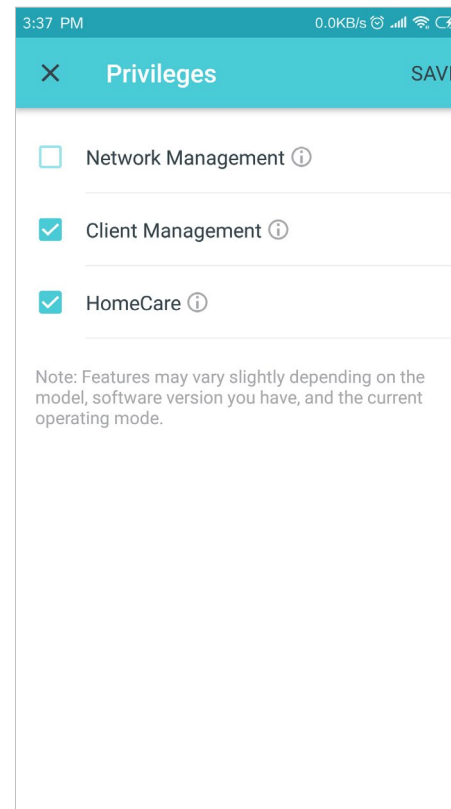 3:37 PM 0.0KB/s
Privileges
Network Management
Client Management
HomeCare
Note: Features may vary slightly depending on the
model, software version you have, and the current
operating mode.